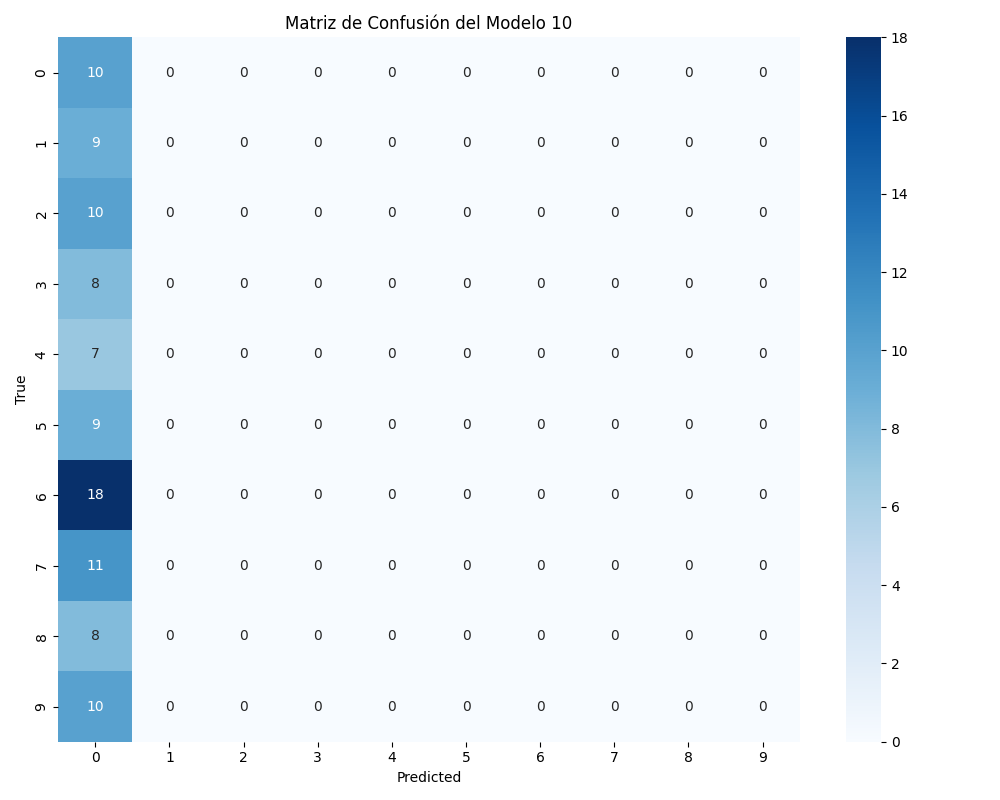 Matriz de Confusión del Modelo 10
0 10 0 0 0 0 0 0 0 0 0
1 9 0 0 0 0 0 0 0 0 0
2 10 0 0 0 0 0 0 0 0 0
3 8 0 0 0 0 0 0 0 0 0
4 7 0 0 0 0 0 0 0 0 0
True
5 9 0 0 0 0 0 0 0 0 0
6 18 0 0 0 0 0 0 0 0 0
7 11 0 0 0 0 0 0 0 0 0
8 8 0 0 0 0 0 0 0 0 0
9 10 0 0 0 0 0 0 0 0 0
0 1 2 3 4 5 6 7 8 9
Predicted
18
16
14
12
10
8
6
4
2
0